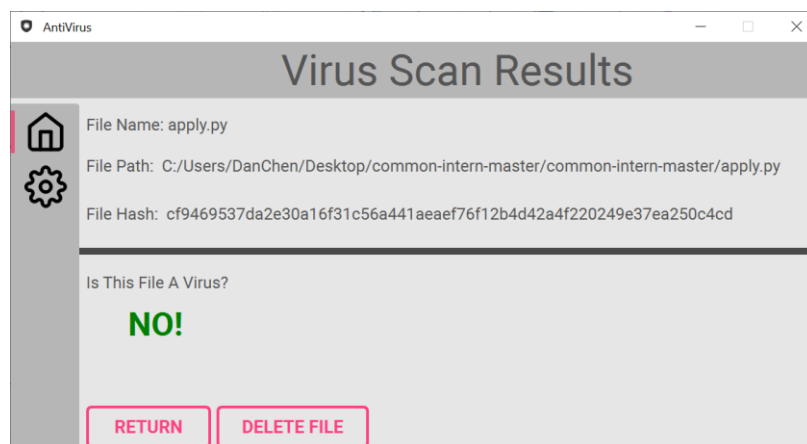 AntiVirus
Virus Scan Results
File Name: apply.py
File Path: C:/Users/DanChen/Desktop/common-intern-master/common-intern-master/apply.py
File Hash: cf9469537da2e30a16f31c56a441aeaef76f12b4d42a4f220249e37ea250c4cd
Is This File A Virus?
NO!
RETURN DELETE FILE